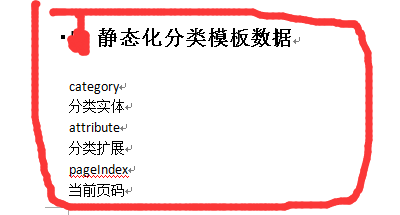 静态化分类模板数据
category
分类实体
attribute
分类扩展
pageIndex
当前页码